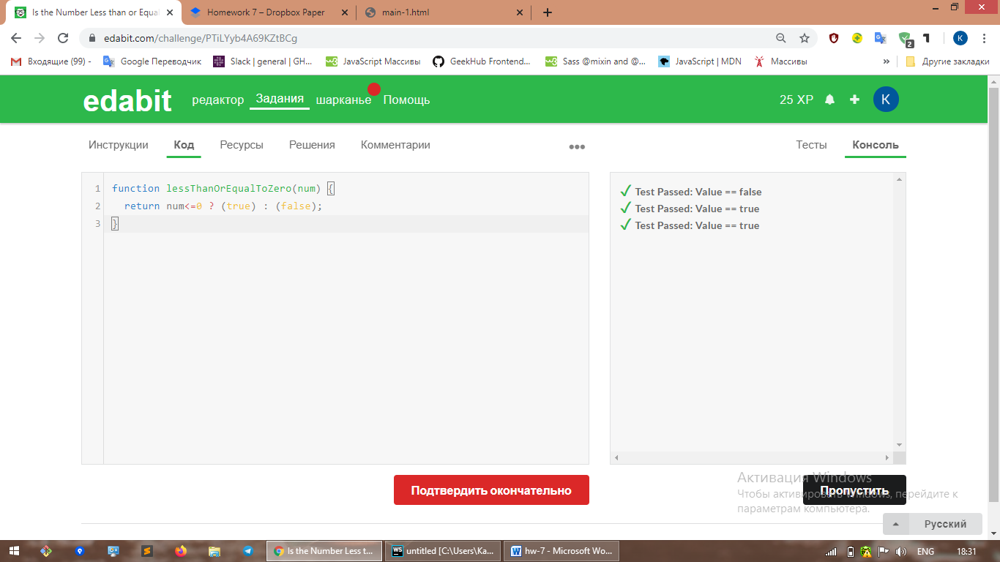 Is the Number Less than or Equal
Homework 7 – Dropbox Paper
main-1.html
edabit.com/challenge/PTiLYyb4A69KZtBCg
2
K
Входящие (99) -
Google Переводчик
Slack | general | GH...
JavaScript Массивы
GeekHub Frontend...
Sass @mixin and @...
JavaScript | MDN
Массивы
»
Другие закладки
edabit
редактор
Задания
шарканье
Помощь
25 XP
K
Инструкции
Код
Ресурсы
Решения
Комментарии
Тесты
Консоль
1 function lessThanOrEqualToZero(num) {
2 return num<=0 ? (true) : (false);
3 }
Test Passed: Value == false
Test Passed: Value == true
Test Passed: Value == true
Подтвердить окончательно
Пропустить
Активация Windows
Чтобы активировать Windows, перейдите к
параметрам компьютера.
Русский
Is the Number Less t...
WS
untitled [C:\Users\Ka...
hw-7 - Microsoft Wo...
ENG
18:31